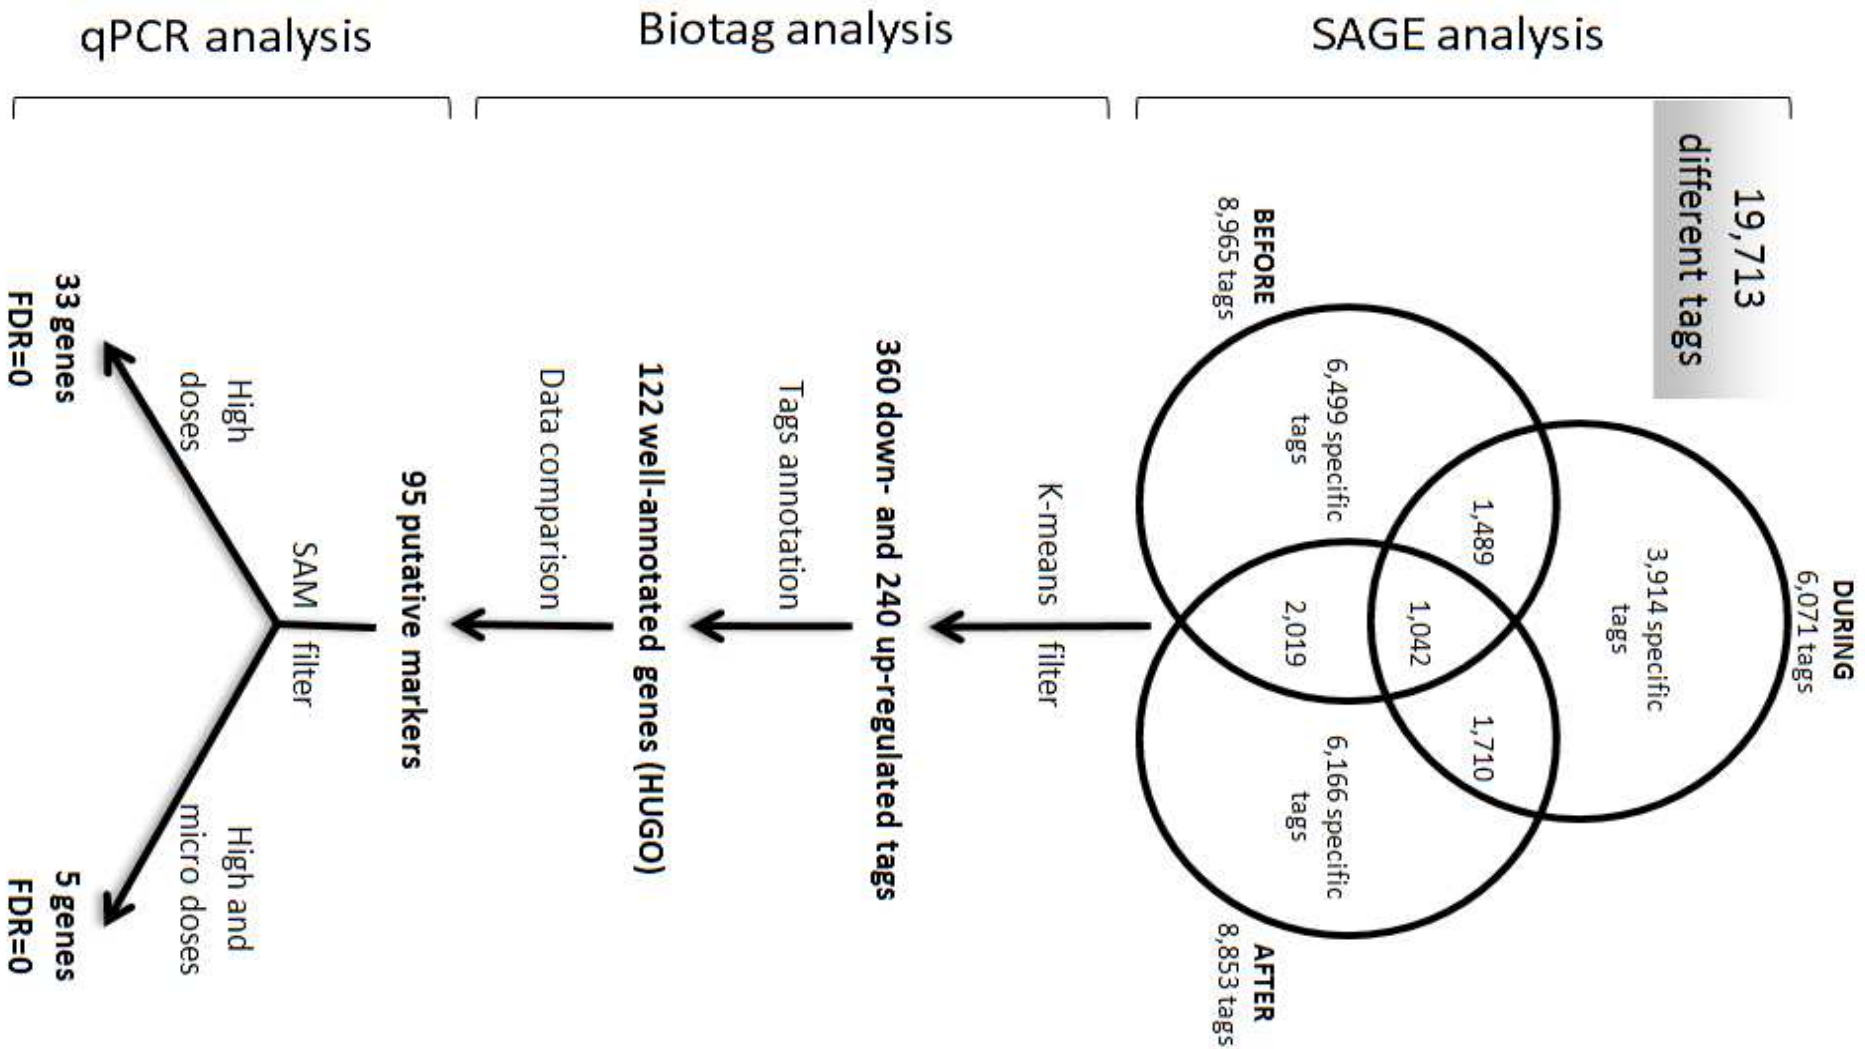 SAGE analysis
Biotag analysis
qPCR analysis
19,713
different tags
DURING
6,071 tags
3,914 specific
tags
1,489
1,710
1,042
2,019
BEFORE
8,965 tags
6,499 specific
tags
6,166 specific
tags
AFTER
8,853 tags
K-means filter
360 down- and 240 up-regulated tags
Tags annotation
122 well-annotated genes (HUGO)
Data comparison
95 putative markers
SAM filter
High
doses
High and
micro doses
33 genes
FDR=0
5 genes
FDR=0